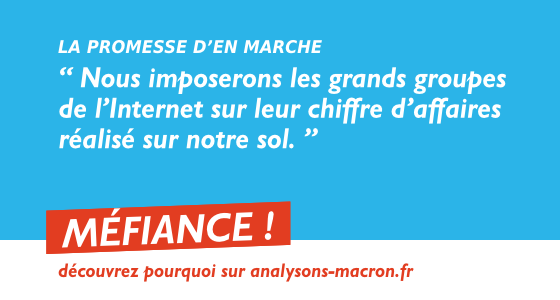 LA PROMESSE D’EN MARCHE
“ Nous imposerons les grands groupes
de l’Internet sur leur chiffre d’affaires
réalisé sur notre sol. ”
MÉFIANCE !
découvrez pourquoi sur analysons-macron.fr